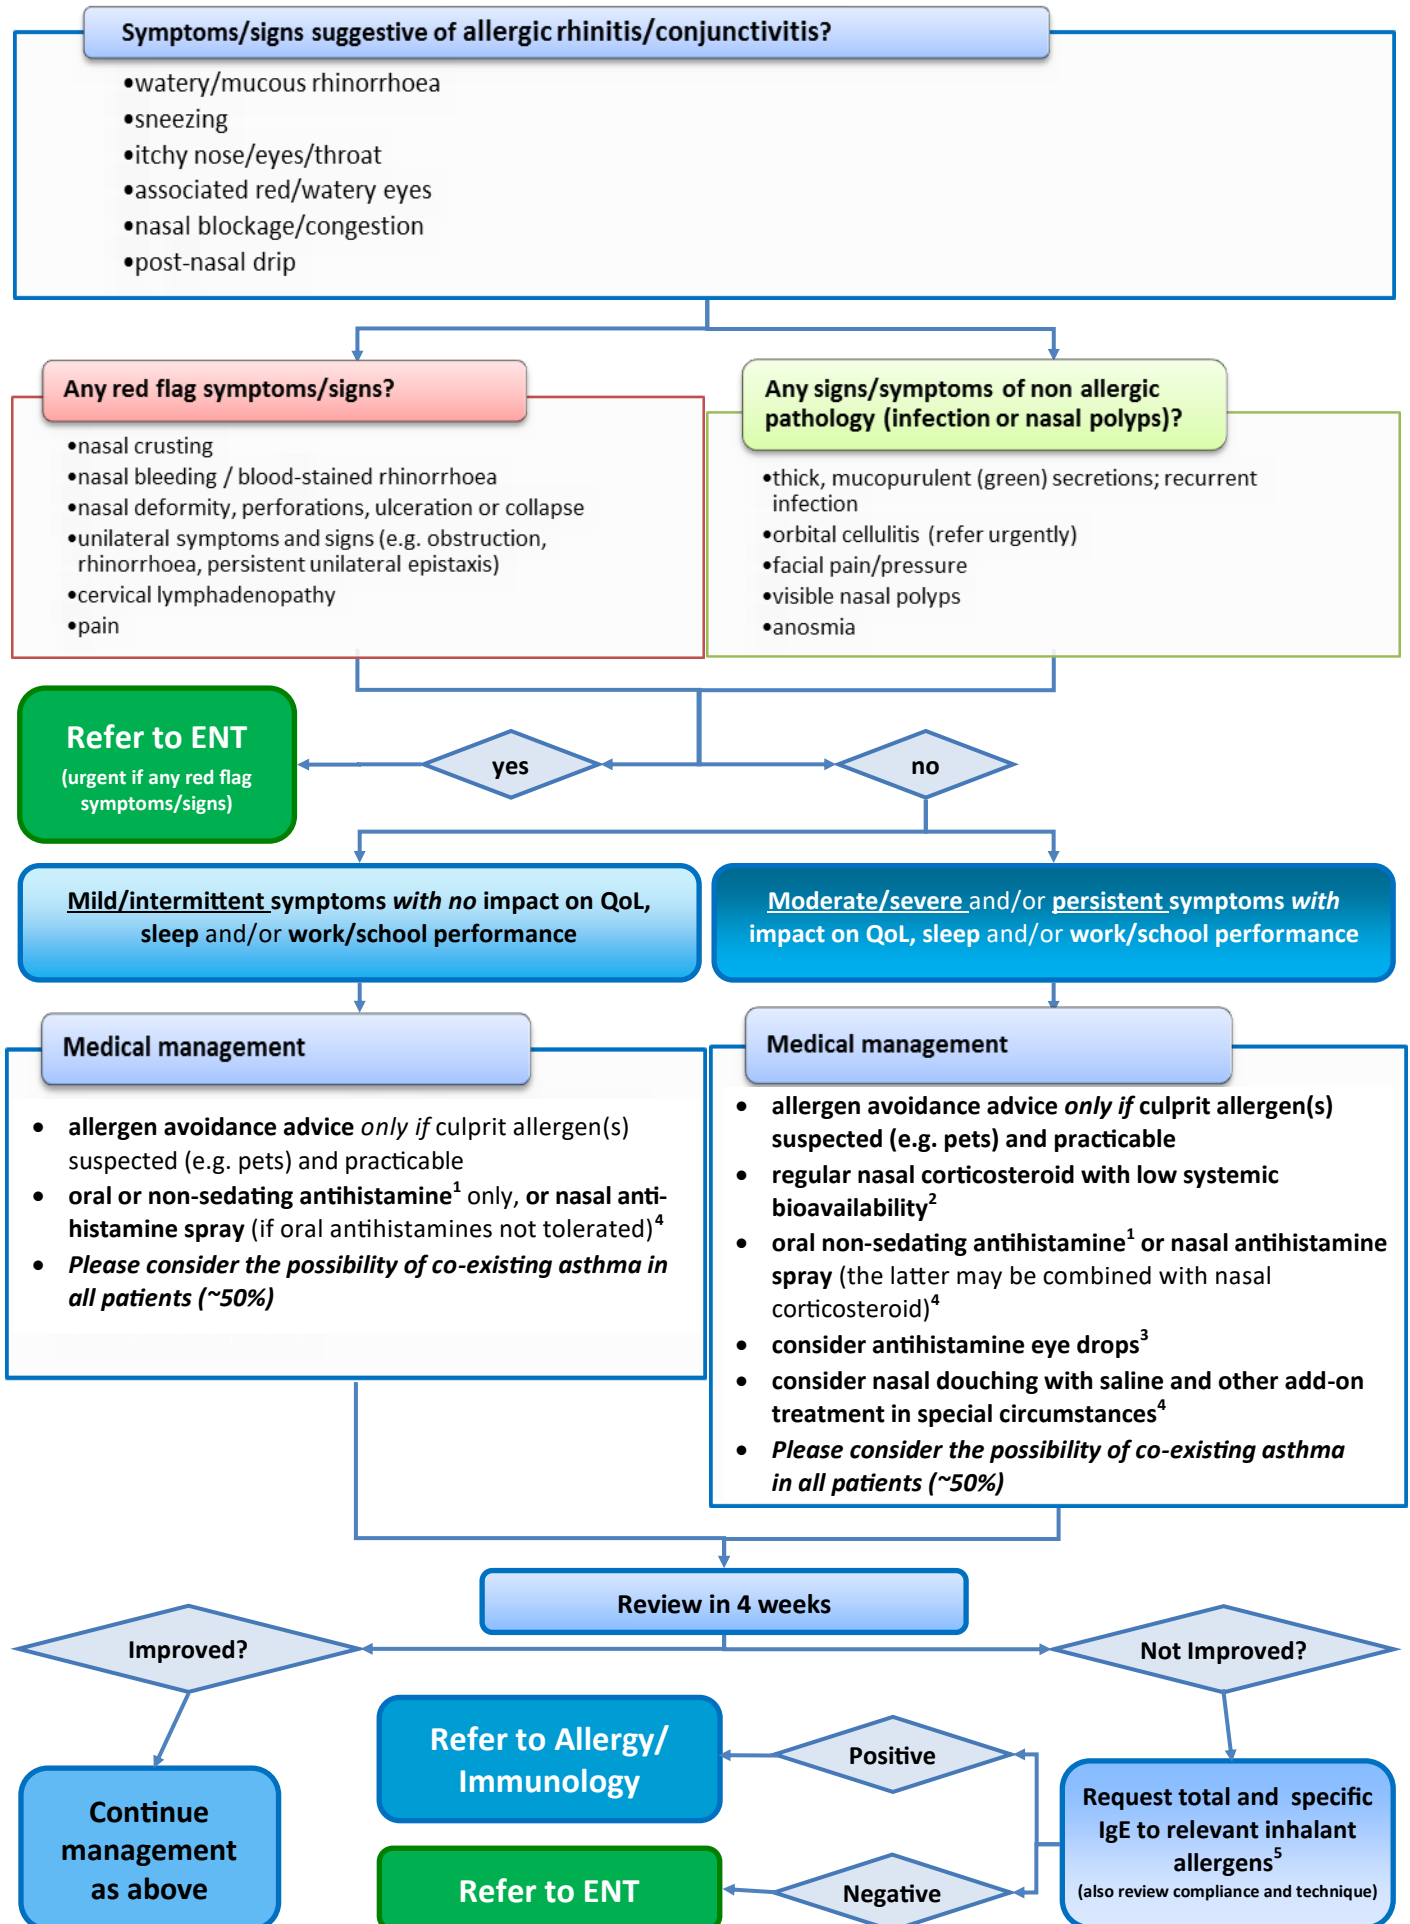 Symptoms/signs suggestive of allergic rhinitis/conjunctivitis?
•watery/mucous rhinorrhoea
•sneezing
•itchy nose/eyes/throat
•associated red/watery eyes
•nasal blockage/congestion
•post-nasal drip
Any red flag symptoms/signs?
•nasal crusting
•nasal bleeding / blood-stained rhinorrhoea
•nasal deformity, perforations, ulceration or collapse
•unilateral symptoms and signs (e.g. obstruction,
rhinorrhoea, persistent unilateral epistaxis)
•cervical lymphadenopathy
•pain
Any signs/symptoms of non allergic
pathology (infection or nasal polyps)?
•thick, mucopurulent (green) secretions; recurrent
infection
•orbital cellulitis (refer urgently)
•facial pain/pressure
•visible nasal polyps
•anosmia
Refer to ENT
(urgent if any red flag
symptoms/signs)
yes
no
Mild/intermittent symptoms with no impact on QoL,
sleep and/or work/school performance
Moderate/severe and/or persistent symptoms with
impact on QoL, sleep and/or work/school performance
Medical management
• allergen avoidance advice only if culprit allergen(s)
suspected (e.g. pets) and practicable
• oral or non-sedating antihistamine¹ only, or nasal anti-
histamine spray (if oral antihistamines not tolerated)⁴
• Please consider the possibility of co-existing asthma in
all patients (~50%)
Medical management
• allergen avoidance advice only if culprit allergen(s)
suspected (e.g. pets) and practicable
• regular nasal corticosteroid with low systemic
bioavailability²
• oral non-sedating antihistamine¹ or nasal antihistamine
spray (the latter may be combined with nasal
corticosteroid)⁴
• consider antihistamine eye drops³
• consider nasal douching with saline and other add-on
treatment in special circumstances⁴
• Please consider the possibility of co-existing asthma
in all patients (~50%)
Review in 4 weeks
Improved?
Not Improved?
Continue
management
as above
Refer to Allergy/
Immunology
Positive
Request total and specific
IgE to relevant inhalant
allergens⁵
(also review compliance and technique)
Refer to ENT
Negative